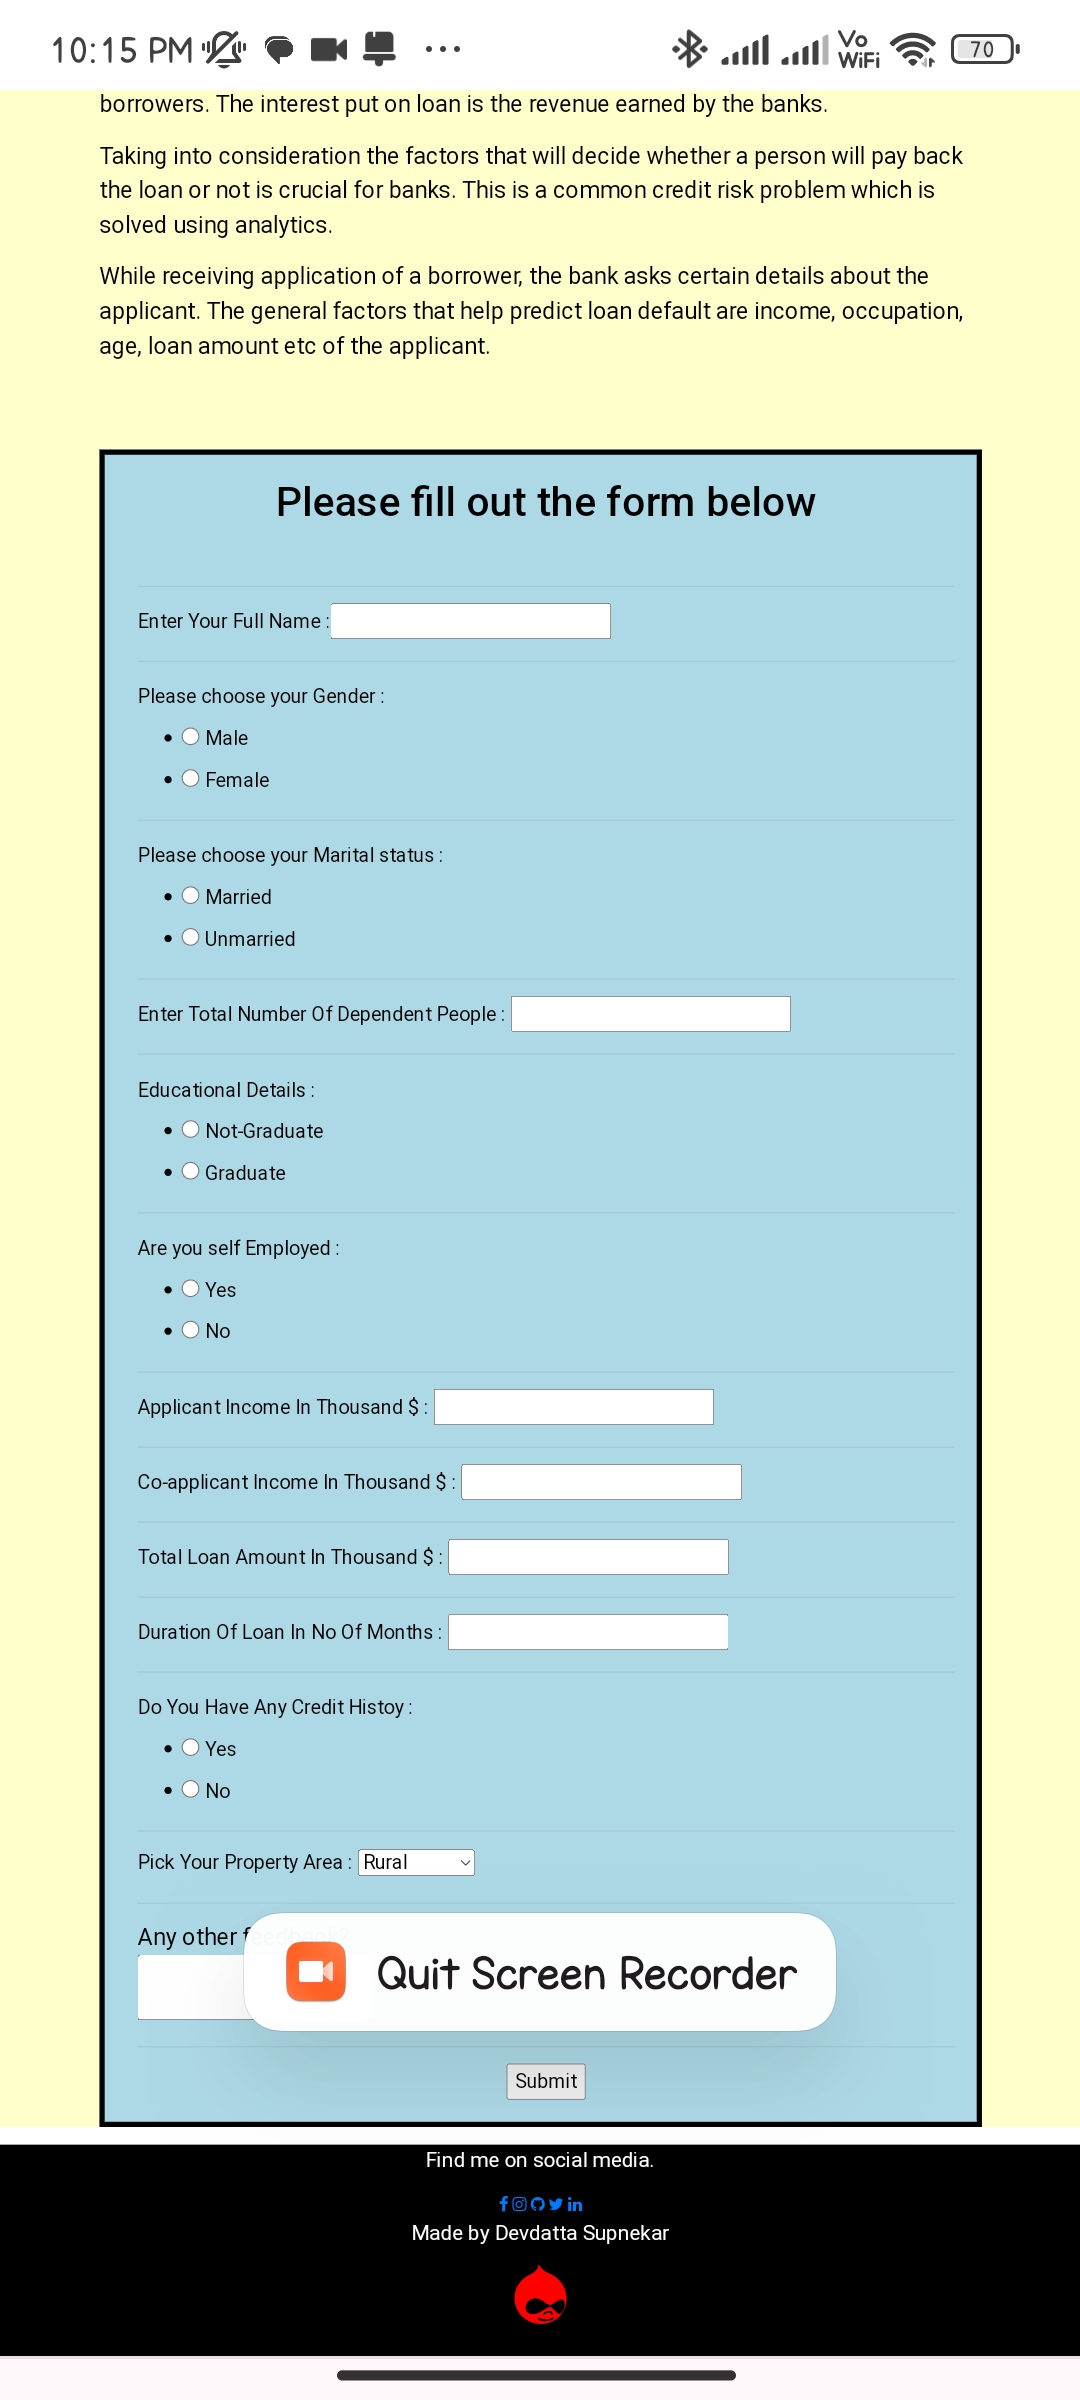 10:15 PM
Vo
WiFi
70
borrowers. The interest put on loan is the revenue earned by the banks.
Taking into consideration the factors that will decide whether a person will pay back
the loan or not is crucial for banks. This is a common credit risk problem which is
solved using analytics.
While receiving application of a borrower, the bank asks certain details about the
applicant. The general factors that help predict loan default are income, occupation,
age, loan amount etc of the applicant.
Please fill out the form below
Enter Your Full Name :
Please choose your Gender :
Male
Female
Please choose your Marital status :
Married
Unmarried
Enter Total Number Of Dependent People :
Educational Details :
Not-Graduate
Graduate
Are you self Employed :
Yes
No
Applicant Income In Thousand $ :
Co-applicant Income In Thousand $ :
Total Loan Amount In Thousand $ :
Duration Of Loan In No Of Months :
Do You Have Any Credit Histoy :
Yes
No
Pick Your Property Area : Rural
Any other feedback?
Quit Screen Recorder
Submit
Find me on social media.
Made by Devdatta Supnekar